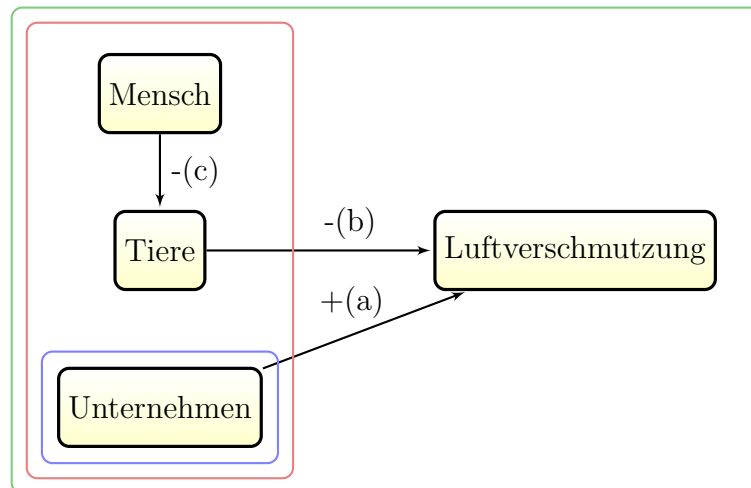 Mensch
-(c)
Tiere
-(b)
Luftverschmutzung
+(a)
Unternehmen